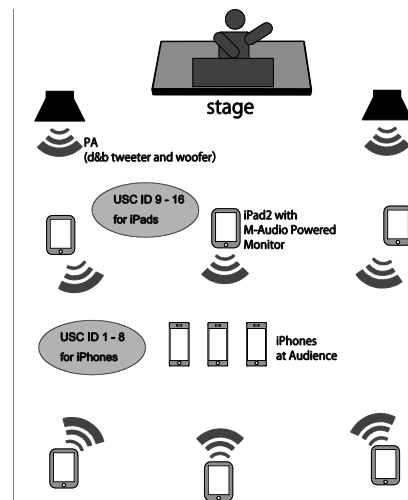 stage
PA
(d&b tweeter and woofer)
USC ID 9 - 16
for iPads
iPad2 with
M-Audio Powered
Monitor
USC ID 1 - 8
for iPhones
iPhones
at Audience